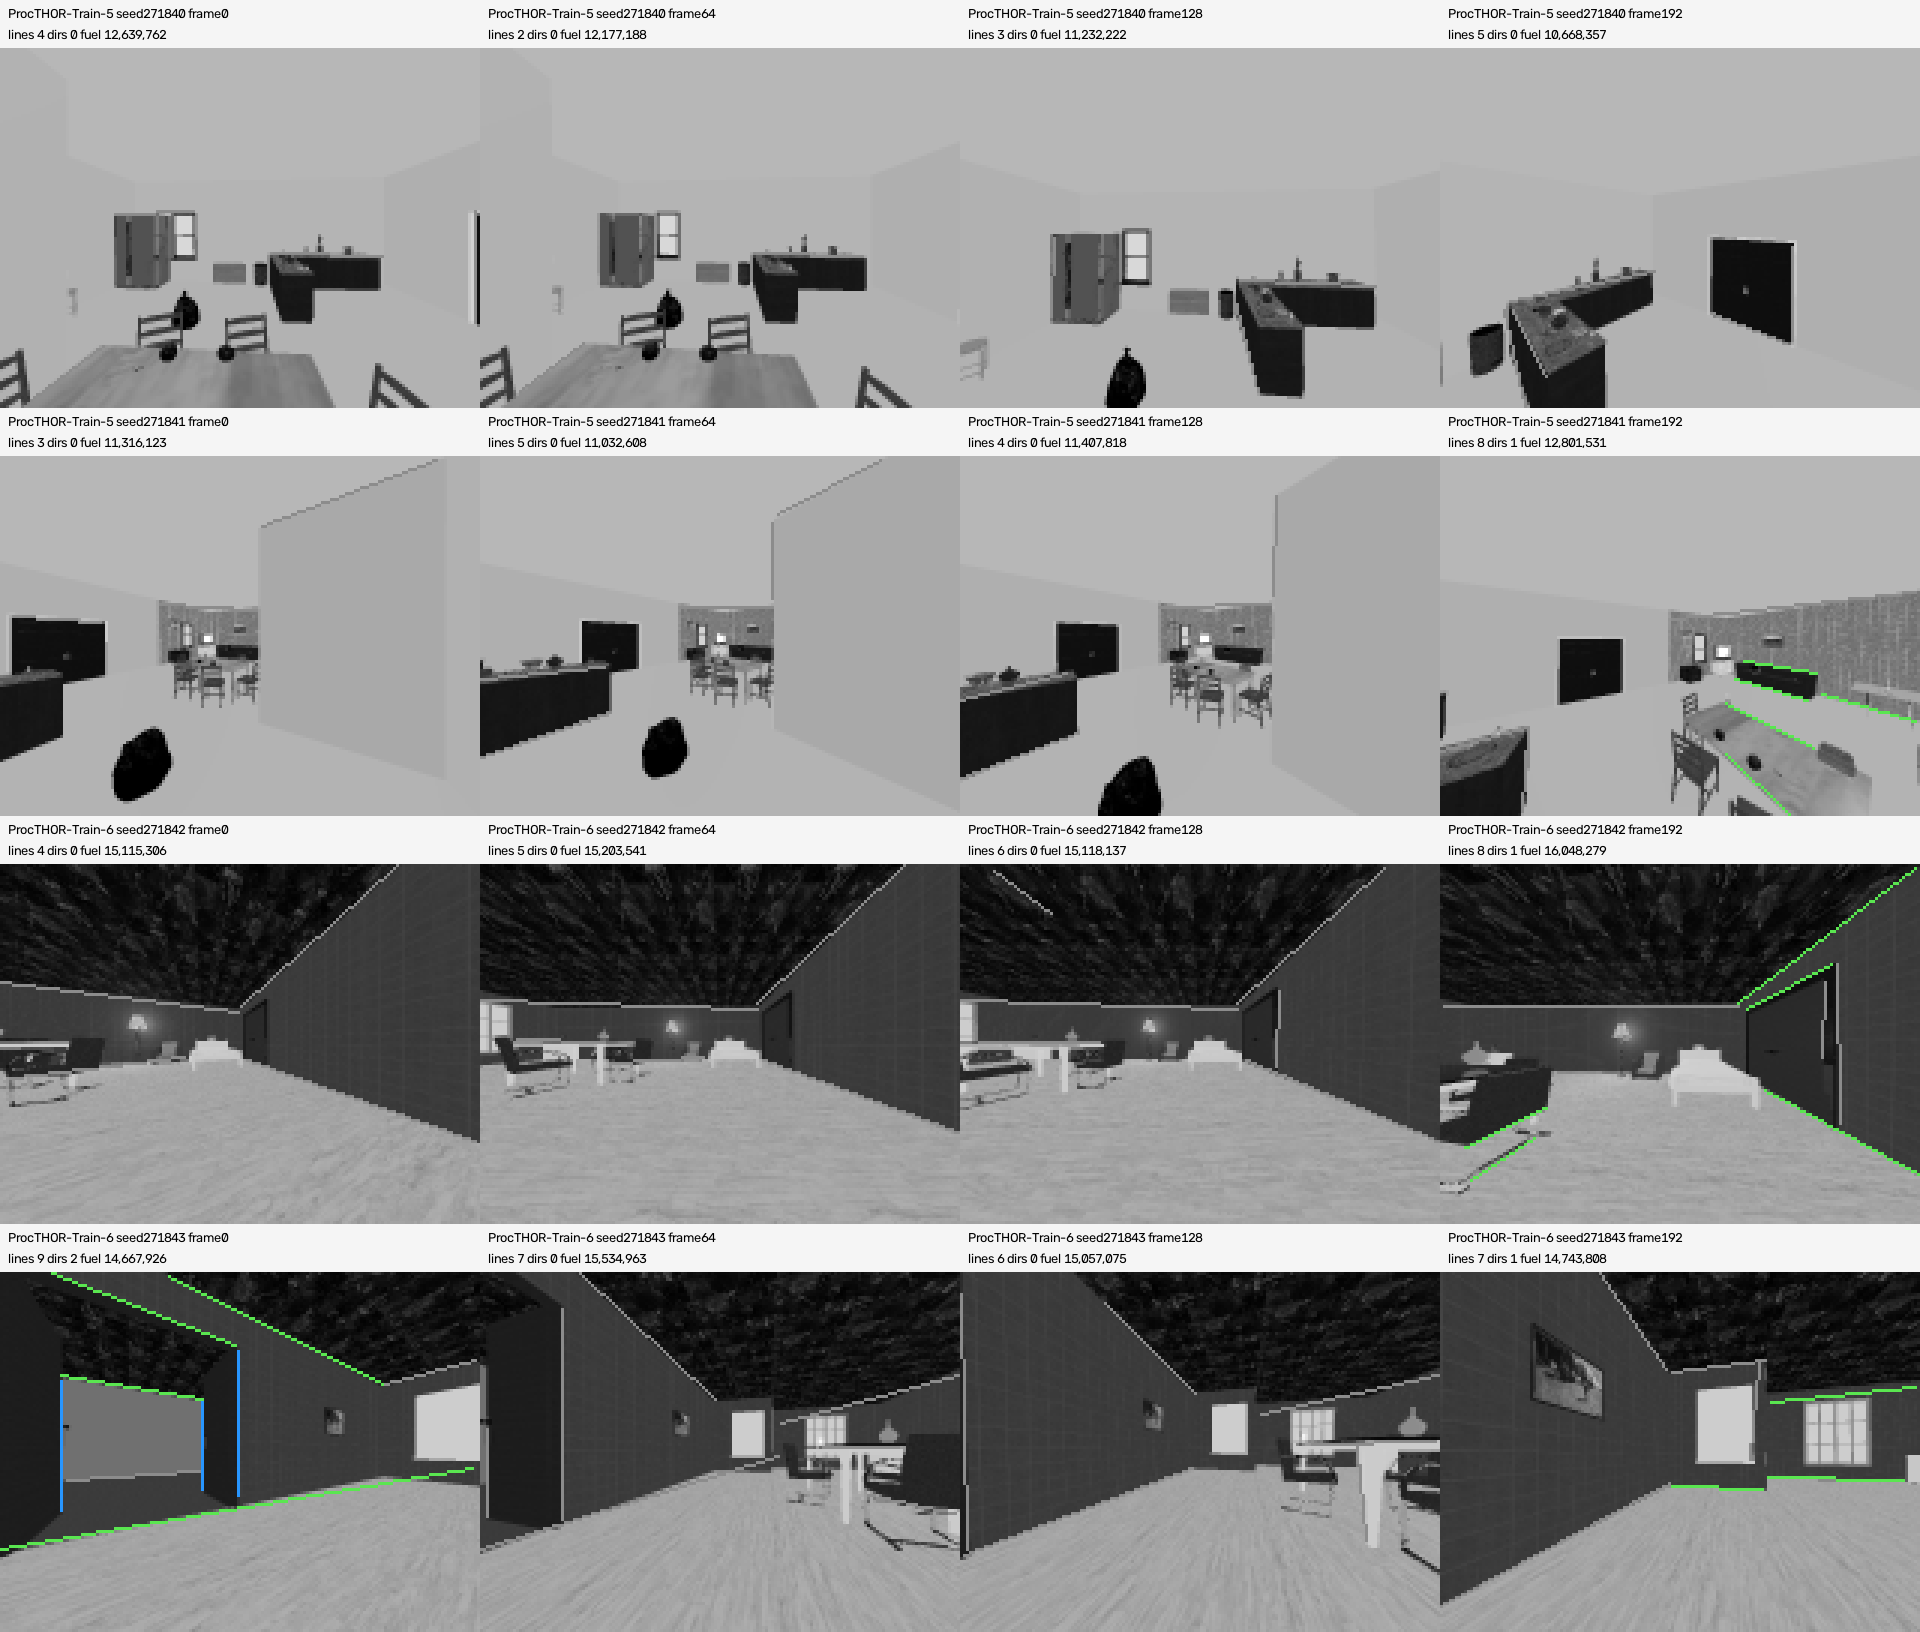 ProcTHOR-Train-5 seed271840 frame0
lines 4 dirs 0 fuel 12,639,762
ProcTHOR-Train-5 seed271840 frame64
lines 2 dirs 0 fuel 12,177,188
ProcTHOR-Train-5 seed271840 frame128
lines 3 dirs 0 fuel 11,232,222
ProcTHOR-Train-5 seed271840 frame192
lines 5 dirs 0 fuel 10,668,357
ProcTHOR-Train-5 seed271841 frame0
lines 3 dirs 0 fuel 11,316,123
ProcTHOR-Train-5 seed271841 frame64
lines 5 dirs 0 fuel 11,032,608
ProcTHOR-Train-5 seed271841 frame128
lines 4 dirs 0 fuel 11,407,818
ProcTHOR-Train-5 seed271841 frame192
lines 8 dirs 1 fuel 12,801,531
ProcTHOR-Train-6 seed271842 frame0
lines 4 dirs 0 fuel 15,115,306
ProcTHOR-Train-6 seed271842 frame64
lines 5 dirs 0 fuel 15,203,541
ProcTHOR-Train-6 seed271842 frame128
lines 6 dirs 0 fuel 15,118,137
ProcTHOR-Train-6 seed271842 frame192
lines 8 dirs 1 fuel 16,048,279
ProcTHOR-Train-6 seed271843 frame0
lines 9 dirs 2 fuel 14,667,926
ProcTHOR-Train-6 seed271843 frame64
lines 7 dirs 0 fuel 15,534,963
ProcTHOR-Train-6 seed271843 frame128
lines 6 dirs 0 fuel 15,057,075
ProcTHOR-Train-6 seed271843 frame192
lines 7 dirs 1 fuel 14,743,808